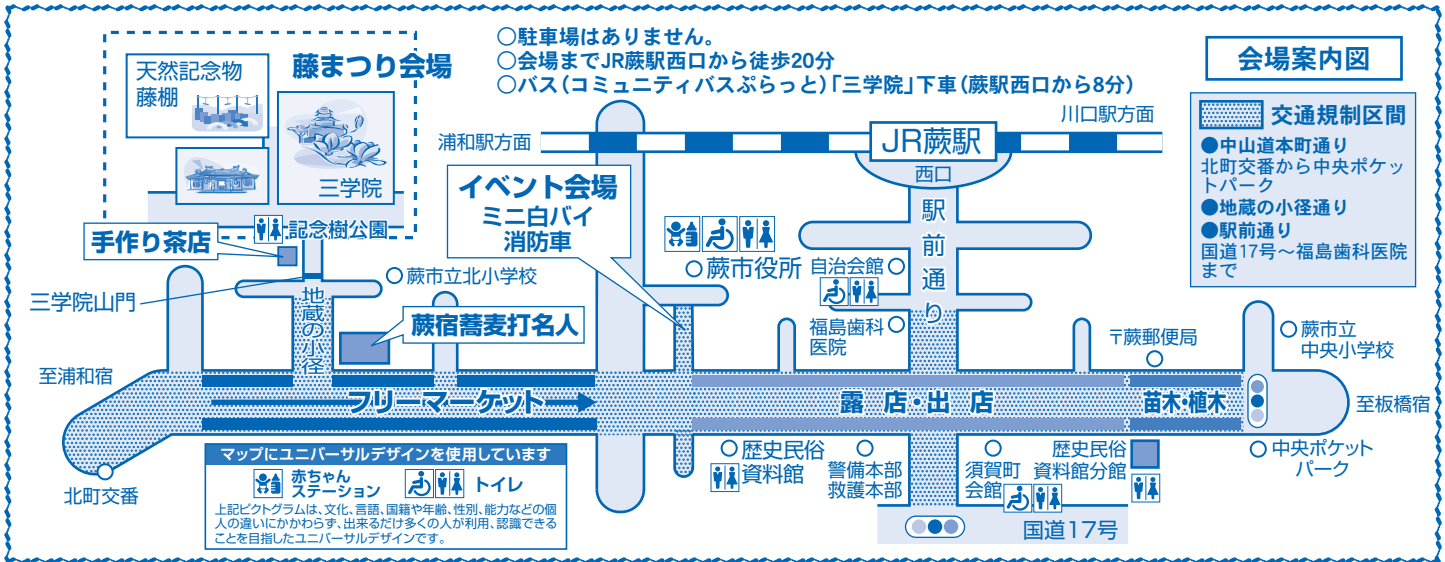 ○駐車場はありません。
○会場までJR蕨駅西口から徒歩20分
○バス(コミュニティバスぷらっと)「三学院」下車(蕨駅西口から8分)
会場案内図
交通規制区間
●中山道本町通り
北町交番から中央ポケッ
トパーク
●地蔵の小径通り
●駅前通り
国道17号〜福島歯科医院
まで
藤まつり会場
天然記念物
藤棚
三学院
記念樹公園
手作り茶店
三学院山門
地蔵の小径
蕨市立北小学校
蕨宿蕎麦打名人
浦和駅方面
川口駅方面
JR蕨駅
西口
駅前通り
イベント会場
ミニ白バイ
消防車
蕨市役所
自治会館
福島歯科
医院
〒蕨郵便局
蕨市立
中央小学校
至浦和宿
フリーマーケット
露店・出店
苗木・植木
至板橋宿
北町交番
マップにユニバーサルデザインを使用しています
赤ちゃん
ステーション
トイレ
上記ピクトグラムは、文化、言語、国籍や年齢、性別、能力などの個
人の違いにかかわらず、出来るだけ多くの人が利用、認識できる
ことを目指したユニバーサルデザインです。
歴史民俗
資料館
警備本部
救護本部
須賀町
会館
歴史民俗
資料館分館
中央ポケット
パーク
国道17号